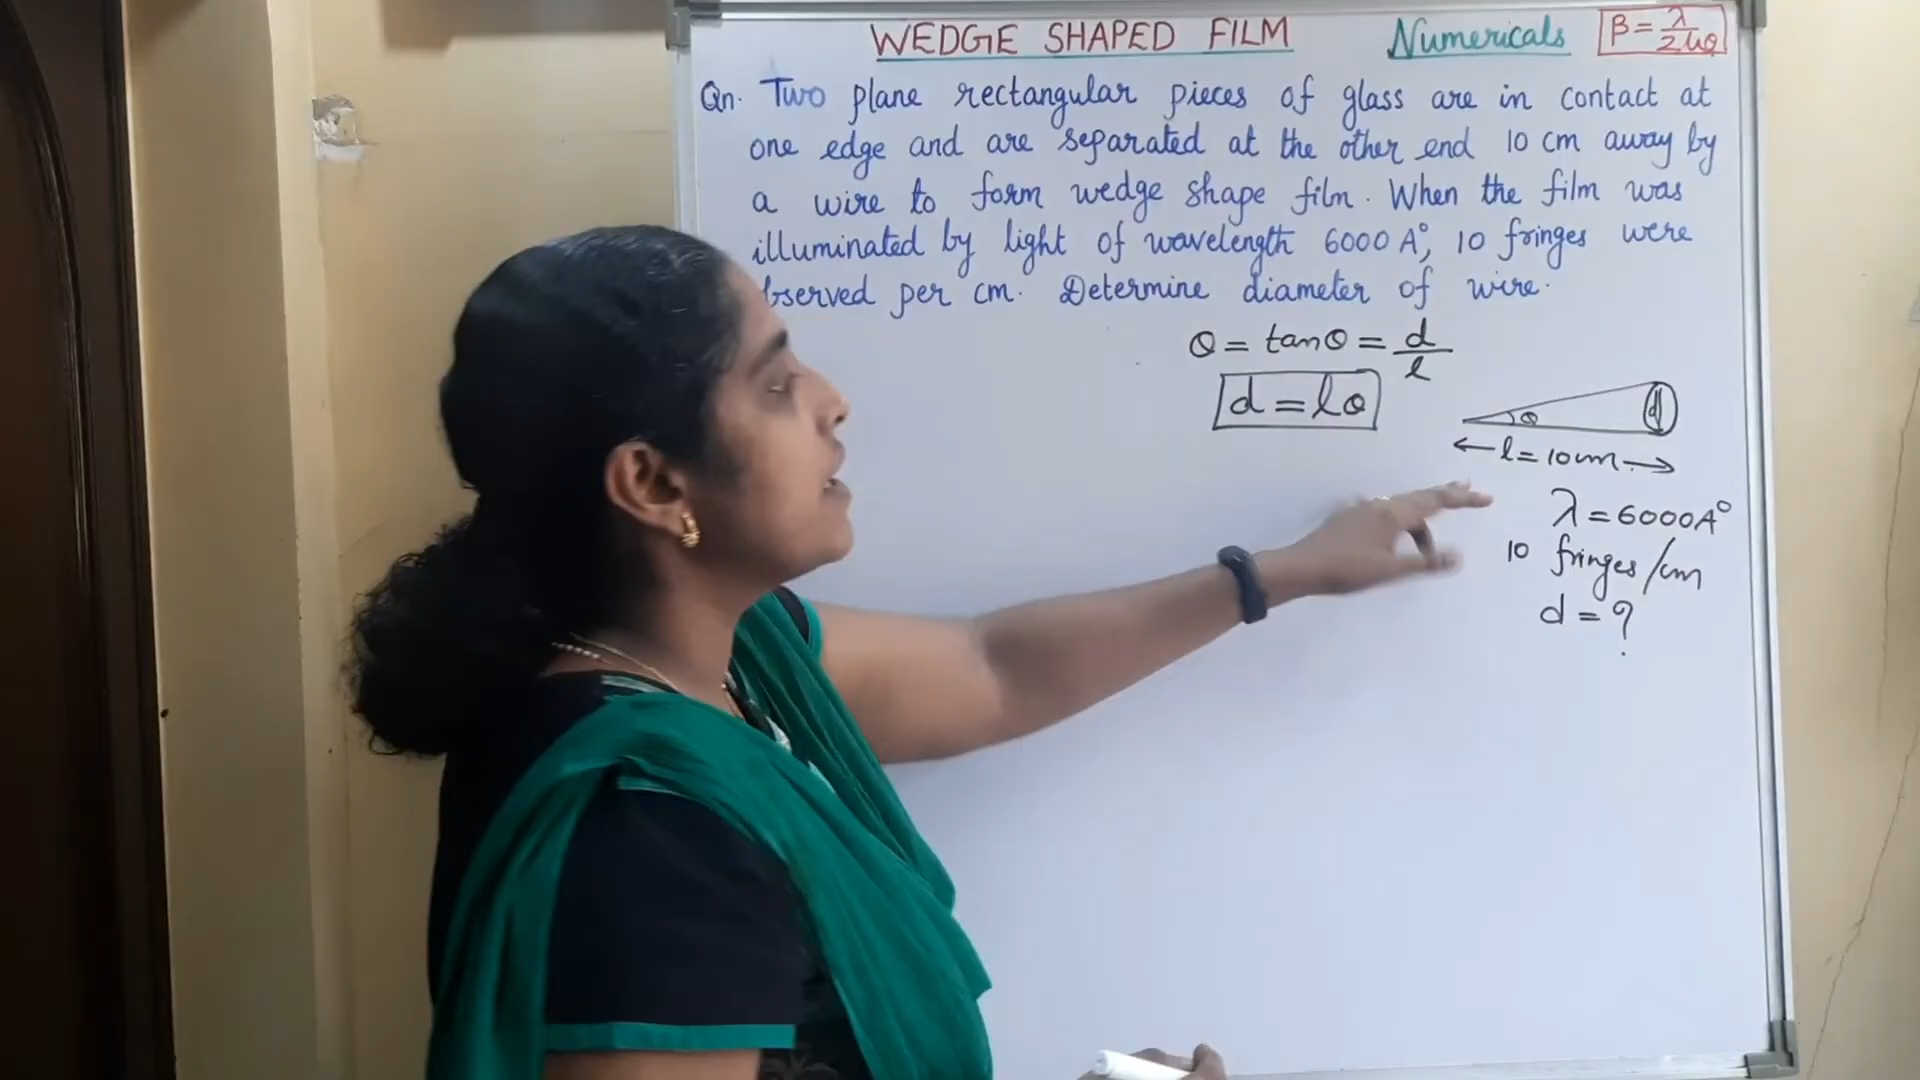 WEDGE SHAPED FILM Numericals β = λ/2μθ
Qn. Two plane rectangular pieces of glass are in contact at
one edge and are separated at the other end 10 cm away by
a wire to form wedge shape film. When the film was
illuminated by light of wavelength 6000 A°, 10 fringes were
bserved per cm. Determine diameter of wire.
θ = tanθ = d/l
d = lθ
θ d
l = 10cm
λ = 6000A°
10 fringes/cm
d = ?